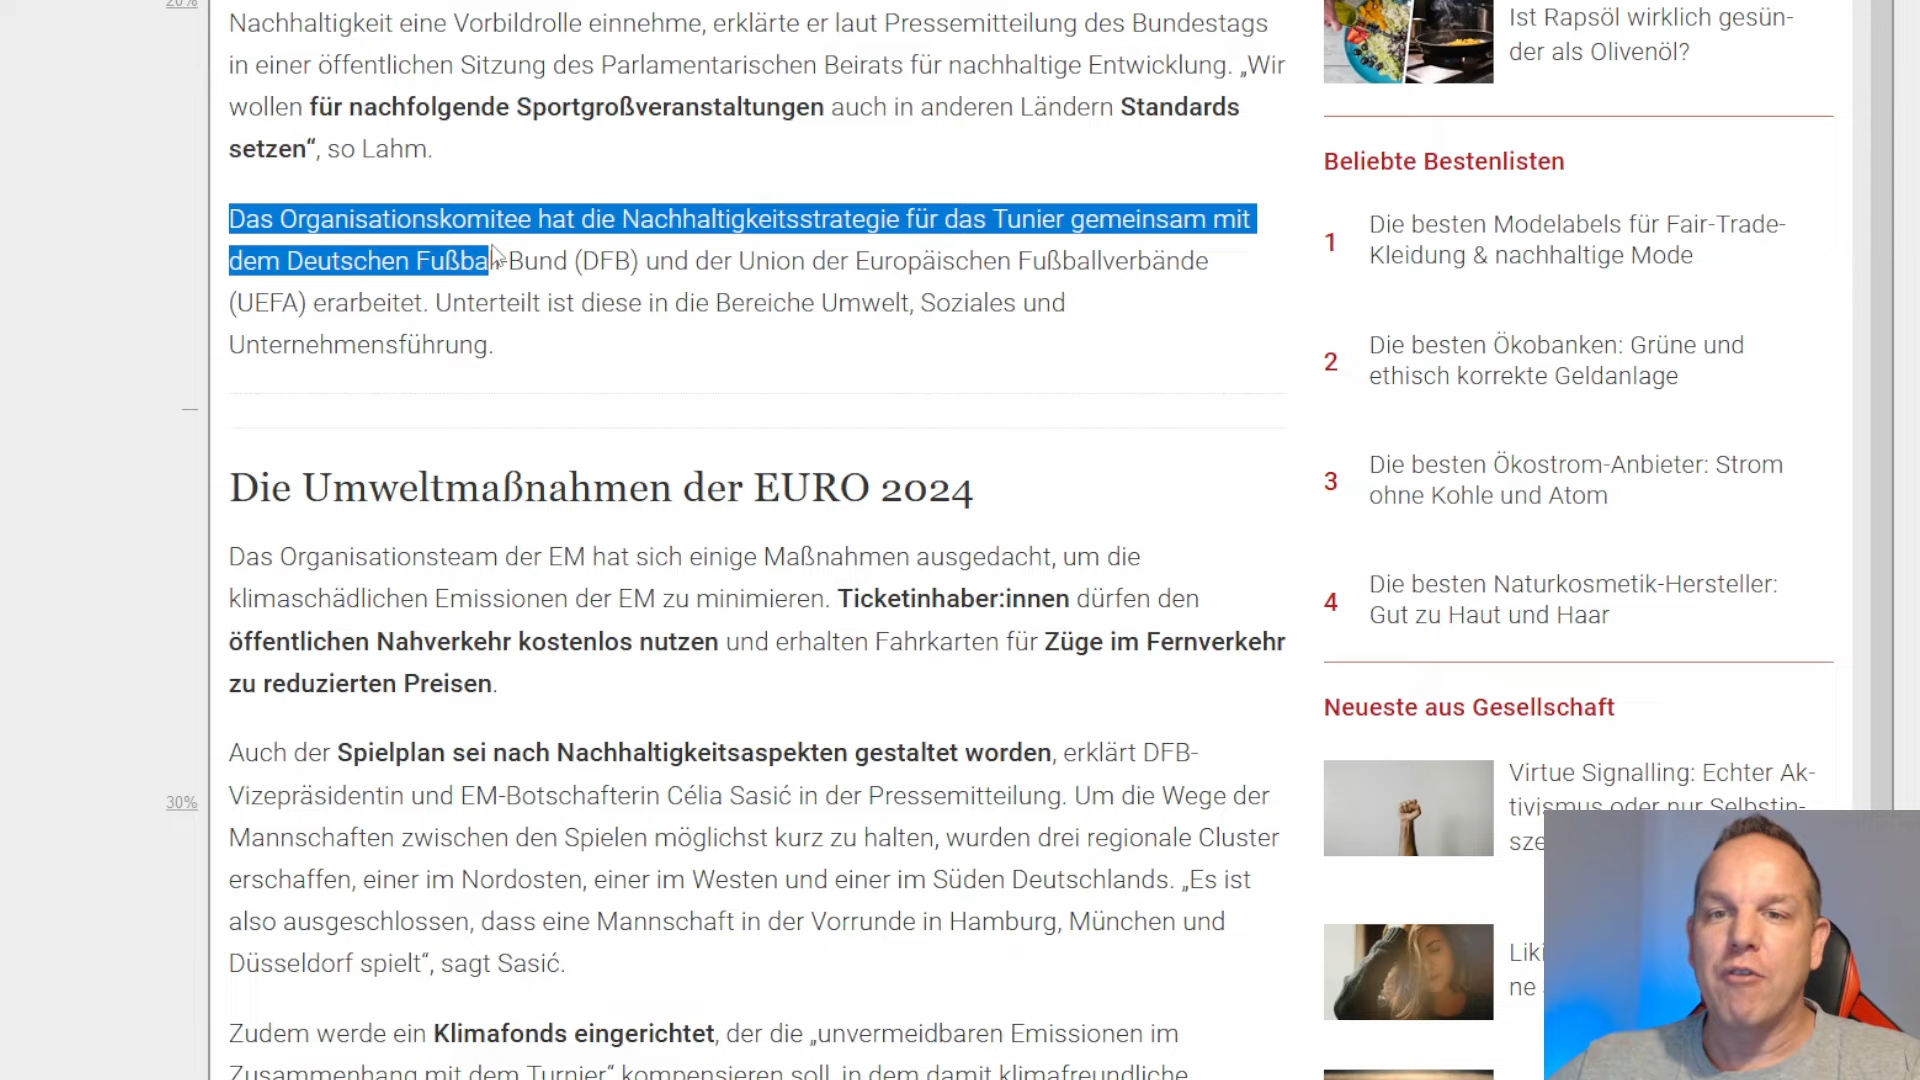 20%
Nachhaltigkeit eine Vorbildrolle einnehme, erklärte er laut Pressemitteilung des Bundestags
in einer öffentlichen Sitzung des Parlamentarischen Beirats für nachhaltige Entwicklung. „Wir
wollen für nachfolgende Sportgroßveranstaltungen auch in anderen Ländern Standards
setzen“, so Lahm.
Das Organisationskomitee hat die Nachhaltigkeitsstrategie für das Tunier gemeinsam mit
dem Deutschen Fußball-Bund (DFB) und der Union der Europäischen Fußballverbände
(UEFA) erarbeitet. Unterteilt ist diese in die Bereiche Umwelt, Soziales und
Unternehmensführung.
Die Umweltmaßnahmen der EURO 2024
Das Organisationsteam der EM hat sich einige Maßnahmen ausgedacht, um die
klimaschädlichen Emissionen der EM zu minimieren. Ticketinhaber:innen dürfen den
öffentlichen Nahverkehr kostenlos nutzen und erhalten Fahrkarten für Züge im Fernverkehr
zu reduzierten Preisen.
30%
Auch der Spielplan sei nach Nachhaltigkeitsaspekten gestaltet worden, erklärt DFB-
Vizepräsidentin und EM-Botschafterin Célia Sasić in der Pressemitteilung. Um die Wege der
Mannschaften zwischen den Spielen möglichst kurz zu halten, wurden drei regionale Cluster
erschaffen, einer im Nordosten, einer im Westen und einer im Süden Deutschlands. „Es ist
also ausgeschlossen, dass eine Mannschaft in der Vorrunde in Hamburg, München und
Düsseldorf spielt“, sagt Sasić.
Zudem werde ein Klimafonds eingerichtet, der die „unvermeidbaren Emissionen im
Zusammenhang mit dem Turnier“ kompensieren soll, in dem damit klimafreundliche
Ist Rapsöl wirklich gesün-
der als Olivenöl?
Beliebte Bestenlisten
1
Die besten Modelabels für Fair-Trade-
Kleidung & nachhaltige Mode
2
Die besten Ökobanken: Grüne und
ethisch korrekte Geldanlage
3
Die besten Ökostrom-Anbieter: Strom
ohne Kohle und Atom
4
Die besten Naturkosmetik-Hersteller:
Gut zu Haut und Haar
Neueste aus Gesellschaft
Virtue Signalling: Echter Ak-
tivismus oder nur Selbstin-
sze
Liki
ne